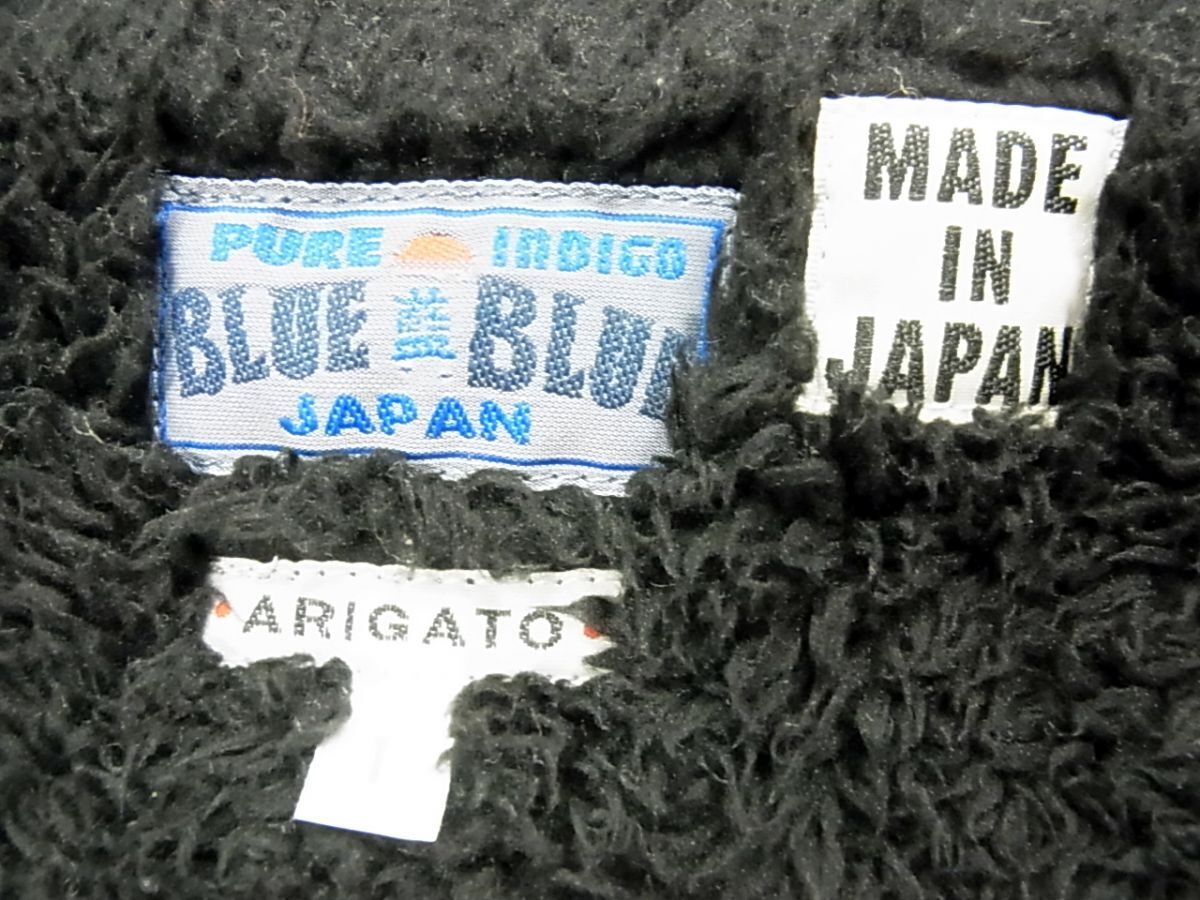 PURE INDIGO
BLUE 藍 BLUE
JAPAN
MADE
IN
JAPAN
ARIGATO